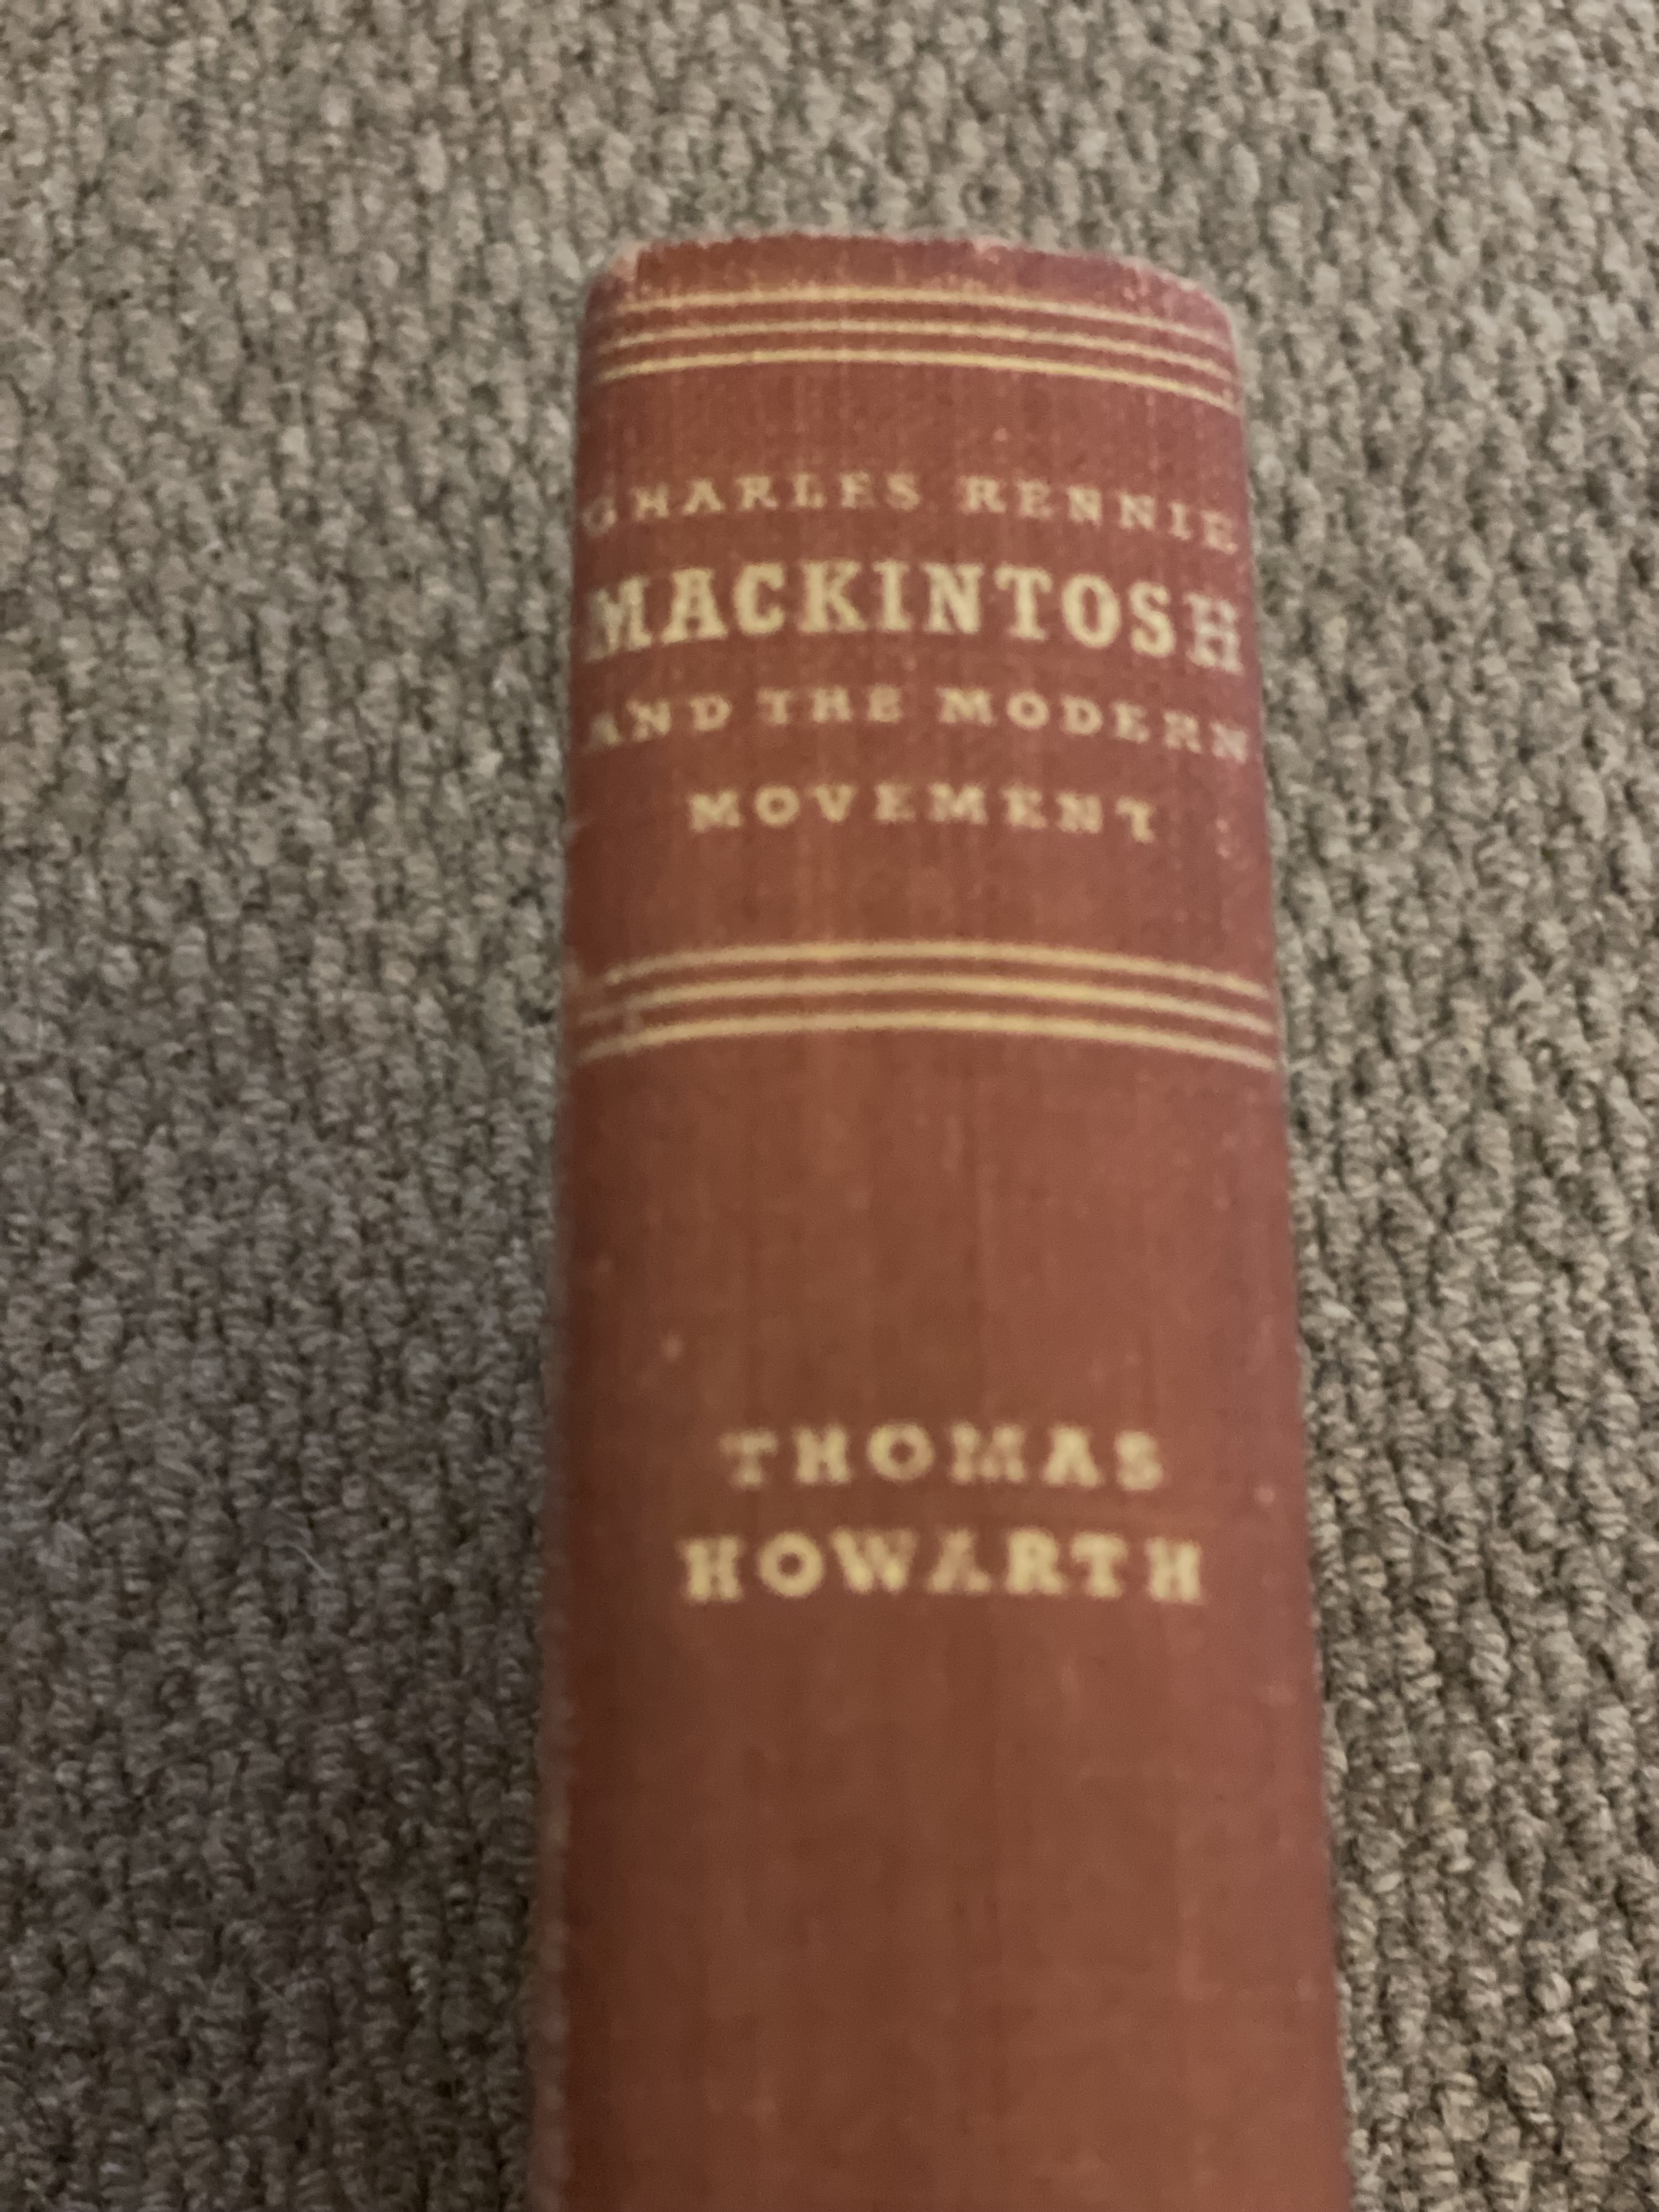 CHARLES RENNIE
MACKINTOSH
AND THE MODERN
MOVEMENT
THOMAS
HOWARTH